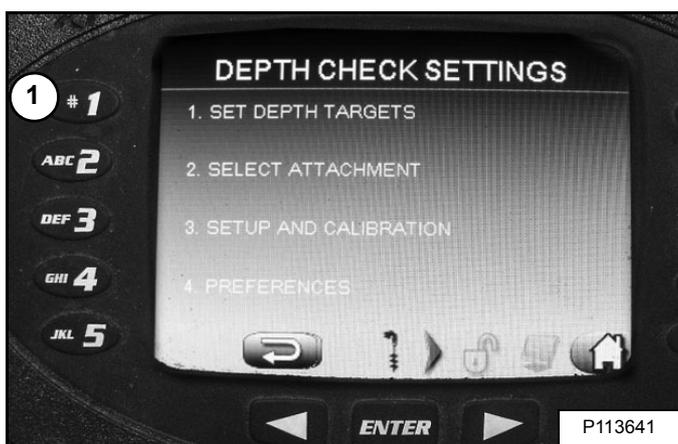 DEPTH CHECK SETTINGS
1
# 1
1. SET DEPTH TARGETS
ABC 2
2. SELECT ATTACHMENT
DEF 3
3. SETUP AND CALIBRATION
GHI 4
4. PREFERENCES
JKL 5
ENTER
P113641